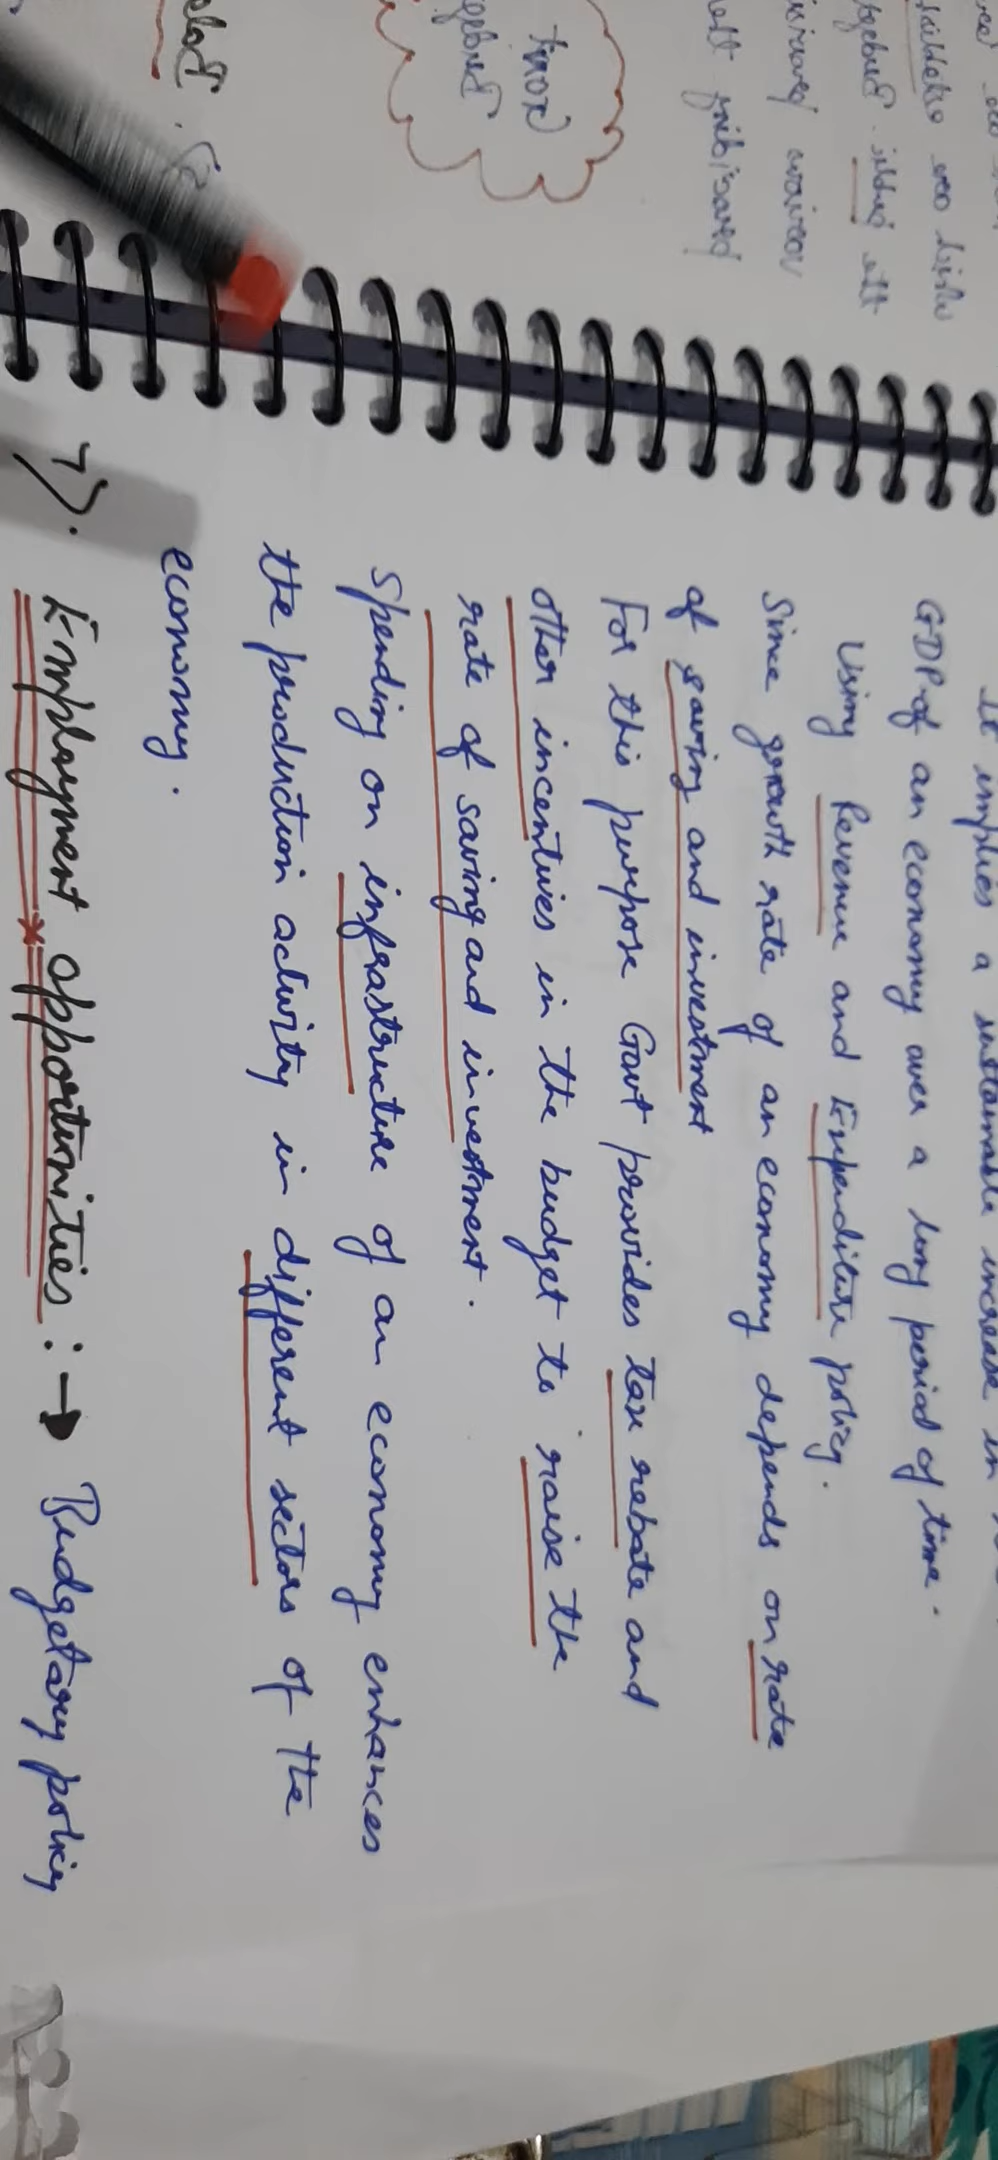 It implies a sustainable increase in
GDP of an economy over a long period of time.
Using Revenue and Expenditure policy.
Since growth rate of an economy depends on rate
of saving and investment
For this purpose Govt provides tax rebate and
other incentives in the budget to raise the
rate of saving and investment.
Spending on infrastructure of an economy enhances
the production activity in different sectors of the
economy.
7). Employment opportunities :→ Budgetary policy